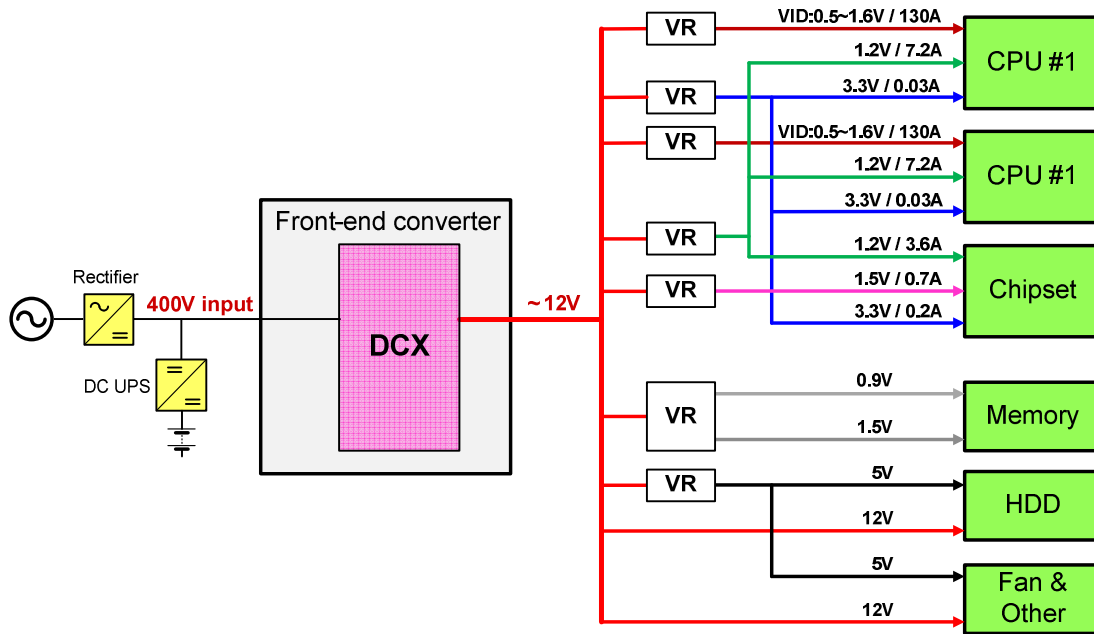 Rectifier
400V input
DC UPS
Front-end converter
DCX
~12V
VR
VID:0.5~1.6V / 130A
1.2V / 7.2A
CPU #1
VR
3.3V / 0.03A
VR
VID:0.5~1.6V / 130A
1.2V / 7.2A
CPU #1
3.3V / 0.03A
VR
1.2V / 3.6A
VR
1.5V / 0.7A
Chipset
3.3V / 0.2A
VR
0.9V
1.5V
Memory
VR
5V
12V
HDD
5V
12V
Fan &
Other